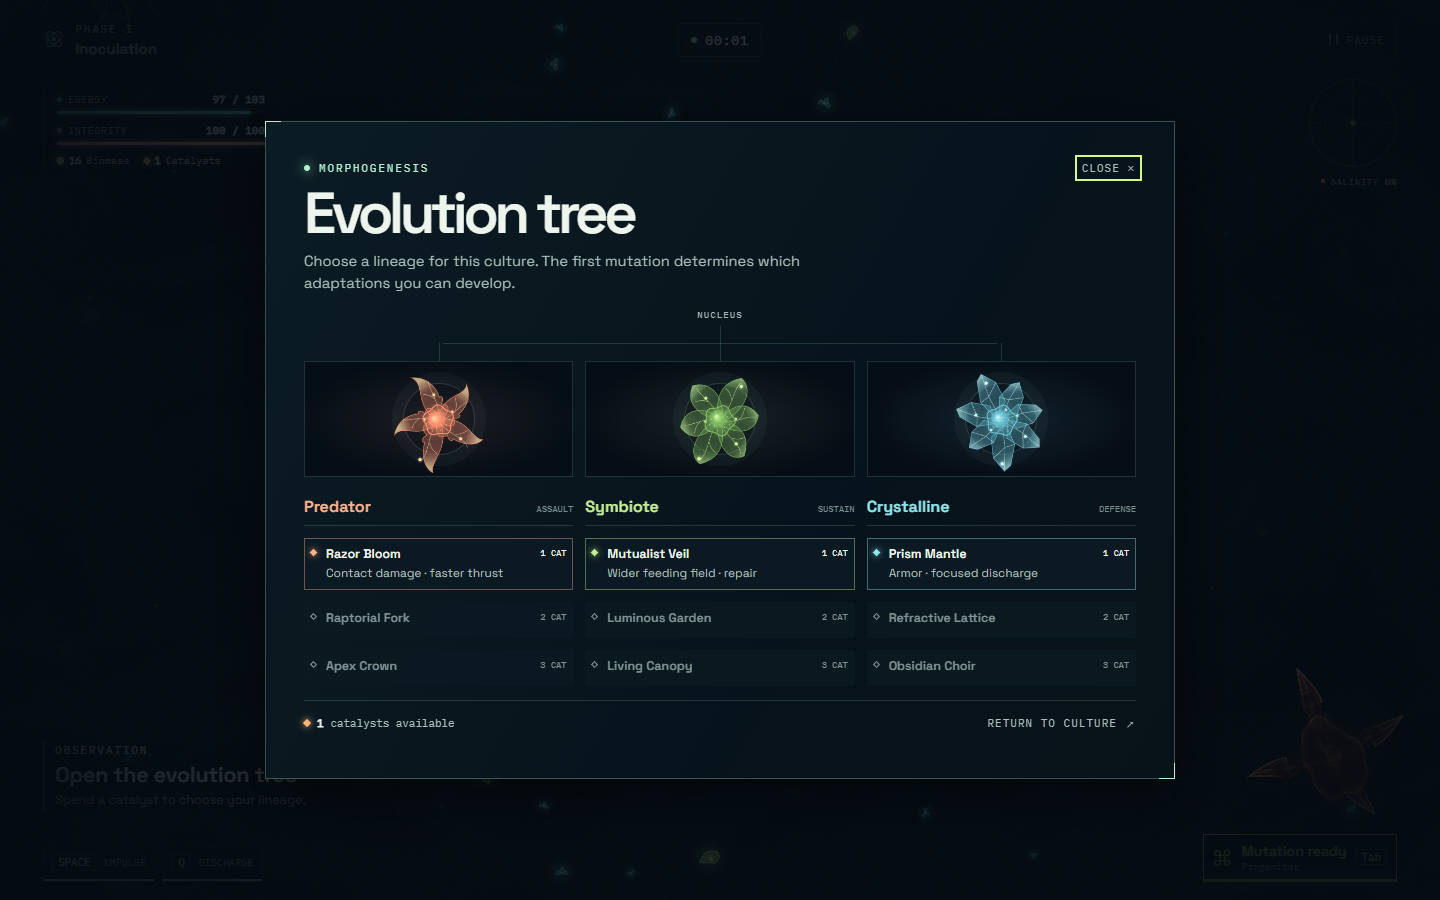 PHASE I
Inoculation
00:01
PAUSE
ENERGY 97 / 103
INTEGRITY 100 / 100
16 Biomass 1 Catalysts
SALINITY 0%
MORPHOGENESIS
CLOSE ×
Evolution tree
Choose a lineage for this culture. The first mutation determines which
adaptations you can develop.
NUCLEUS
Predator ASSAULT
Razor Bloom 1 CAT
Contact damage · faster thrust
Raptorial Fork 2 CAT
Apex Crown 3 CAT
Symbiote SUSTAIN
Mutualist Veil 1 CAT
Wider feeding field · repair
Luminous Garden 2 CAT
Living Canopy 3 CAT
Crystalline DEFENSE
Prism Mantle 1 CAT
Armor · focused discharge
Refractive Lattice 2 CAT
Obsidian Choir 3 CAT
1 catalysts available
RETURN TO CULTURE ↗
OBSERVATION
Open the evolution tree
Spend a catalyst to choose your lineage.
SPACE IMPULSE
Q DISCHARGE
Mutation ready Tab
Progenitor